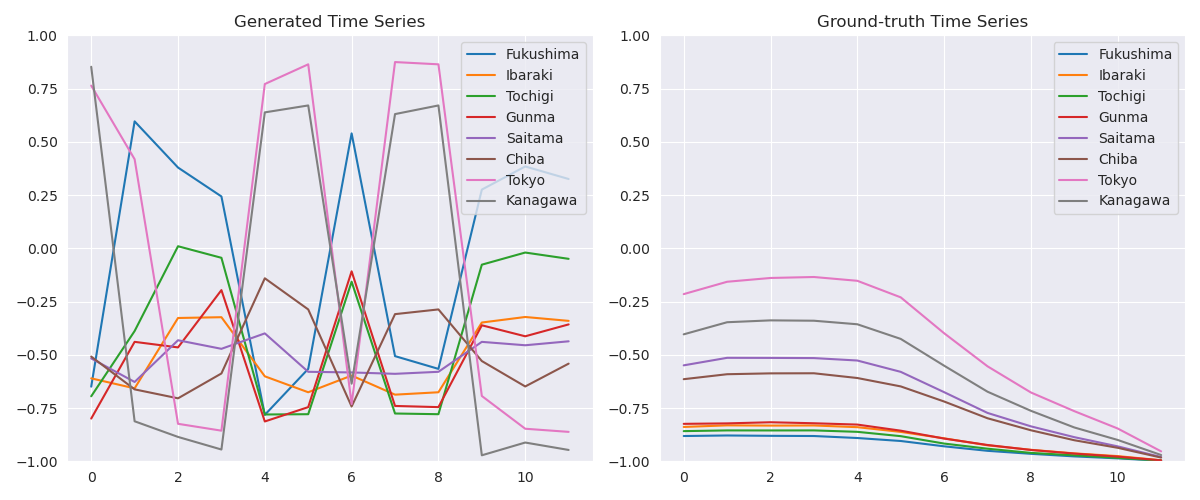 Generated Time Series
1.00
0.75
0.50
0.25
0.00
−0.25
−0.50
−0.75
−1.00
0
2
4
6
8
10
Fukushima
Ibaraki
Tochigi
Gunma
Saitama
Chiba
Tokyo
Kanagawa
Ground-truth Time Series
1.00
0.75
0.50
0.25
0.00
−0.25
−0.50
−0.75
−1.00
0
2
4
6
8
10
Fukushima
Ibaraki
Tochigi
Gunma
Saitama
Chiba
Tokyo
Kanagawa